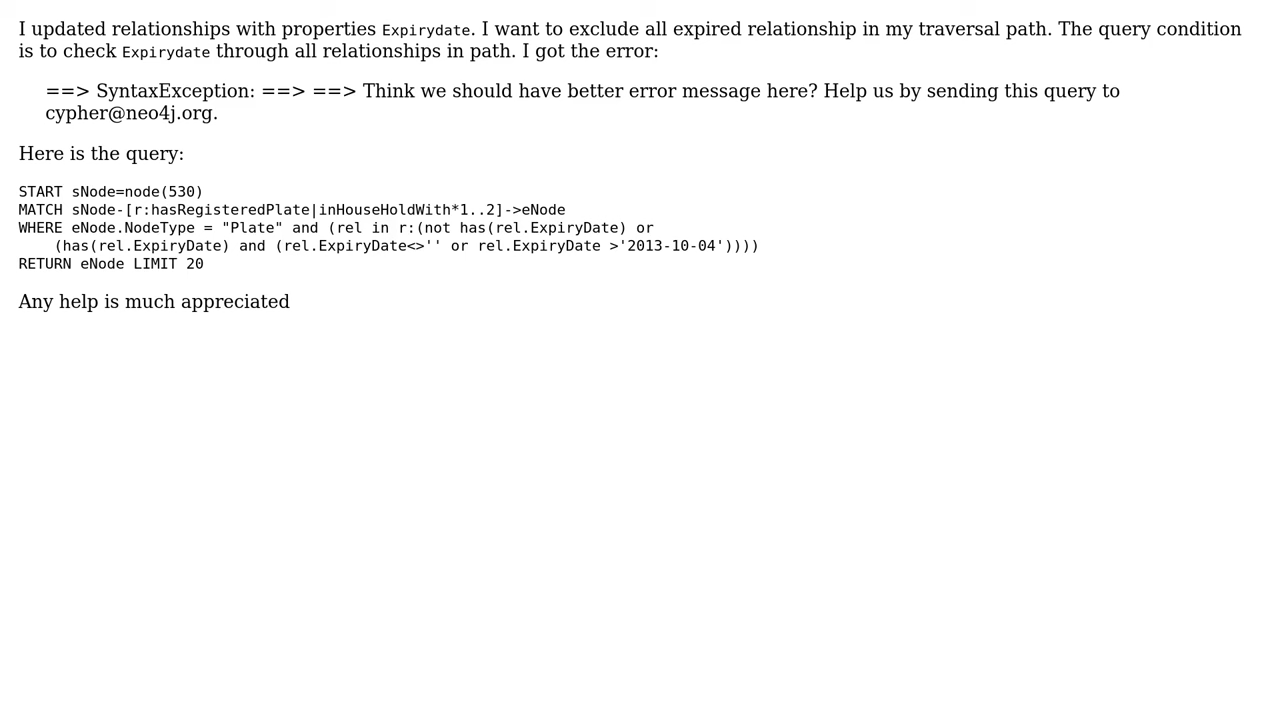 I updated relationships with properties Expirydate. I want to exclude all expired relationship in my traversal path. The query condition
is to check Expirydate through all relationships in path. I got the error:
==> SyntaxException: ==> ==> Think we should have better error message here? Help us by sending this query to
cypher@neo4j.org.
Here is the query:
START sNode=node(530)
MATCH sNode-[r:hasRegisteredPlate|inHouseHoldWith*1..2]->eNode
WHERE eNode.NodeType = "Plate" and (rel in r:(not has(rel.ExpiryDate) or
    (has(rel.ExpiryDate) and (rel.ExpiryDate<>'' or rel.ExpiryDate >'2013-10-04'))))
RETURN eNode LIMIT 20
Any help is much appreciated